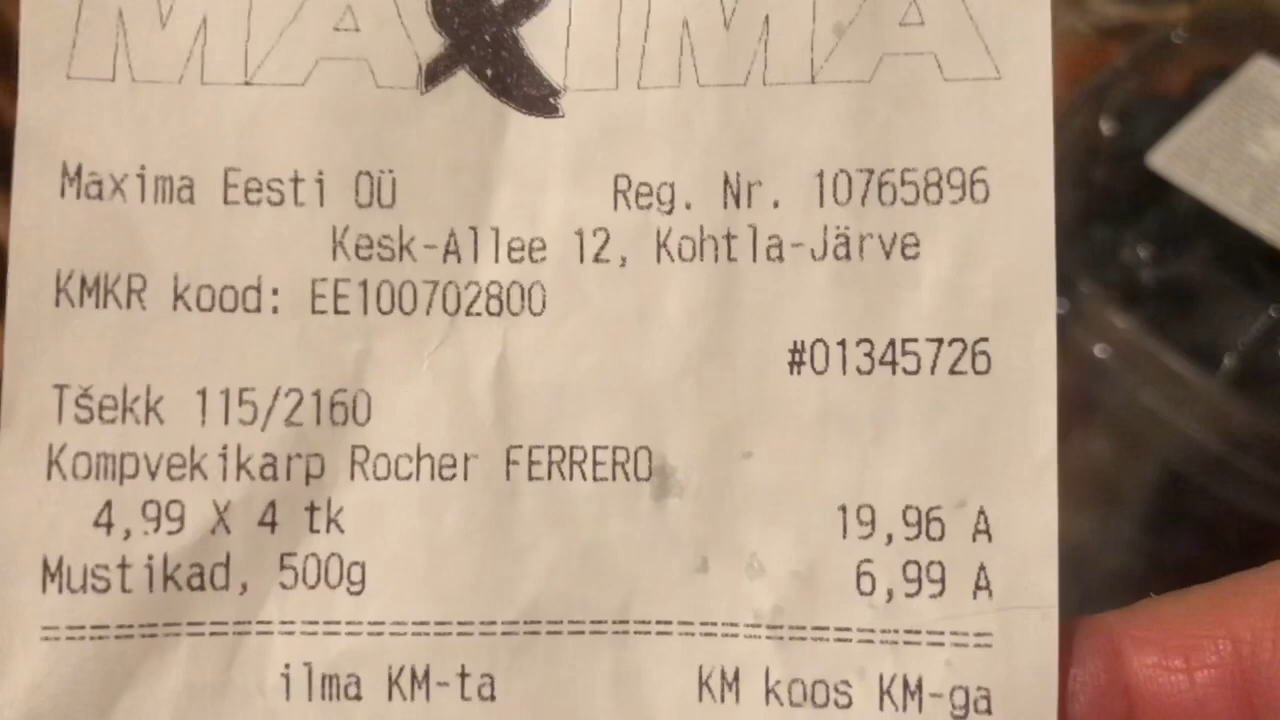 MAXIMA
Maxima Eesti OÜ Reg. Nr. 10765896
Kesk-Allee 12, Kohtla-Järve
KMKR kood: EE100702800
#01345726
Tšekk 115/2160
Kompvekikarp Rocher FERRERO
4,99 X 4 tk 19,96 A
Mustikad, 500g 6,99 A
ilma KM-ta KM koos KM-ga